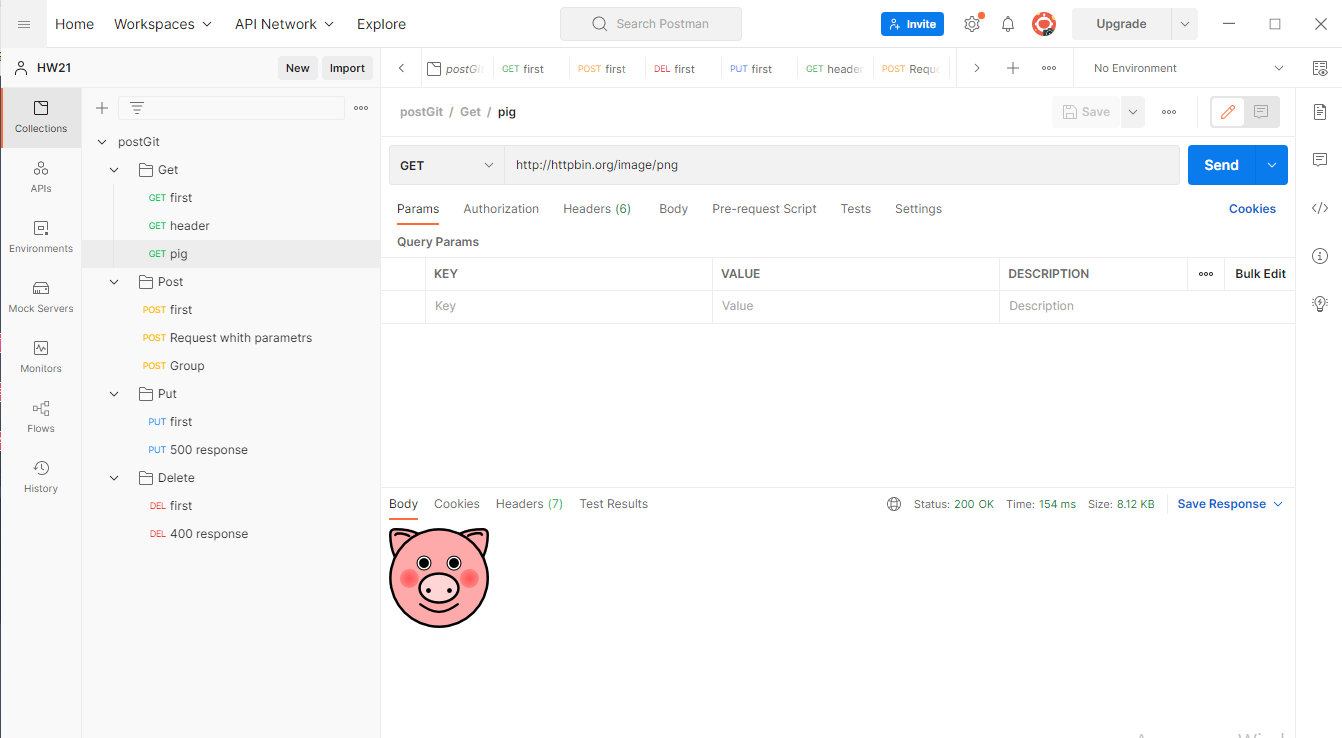 Home Workspaces API Network Explore Search Postman Invite Upgrade
HW21 New Import
postGit GET first POST first DEL first PUT first GET header POST Reque No Environment
Collections
APIs
Environments
Mock Servers
Monitors
Flows
History
postGit
Get
GET first
GET header
GET pig
Post
POST first
POST Request whith parametrs
POST Group
Put
PUT first
PUT 500 response
Delete
DEL first
DEL 400 response
postGit / Get / pig Save
GET http://httpbin.org/image/png Send
Params Authorization Headers (6) Body Pre-request Script Tests Settings Cookies
Query Params
KEY VALUE DESCRIPTION Bulk Edit
Key Value Description
Body Cookies Headers (7) Test Results Status: 200 OK Time: 154 ms Size: 8.12 KB Save Response